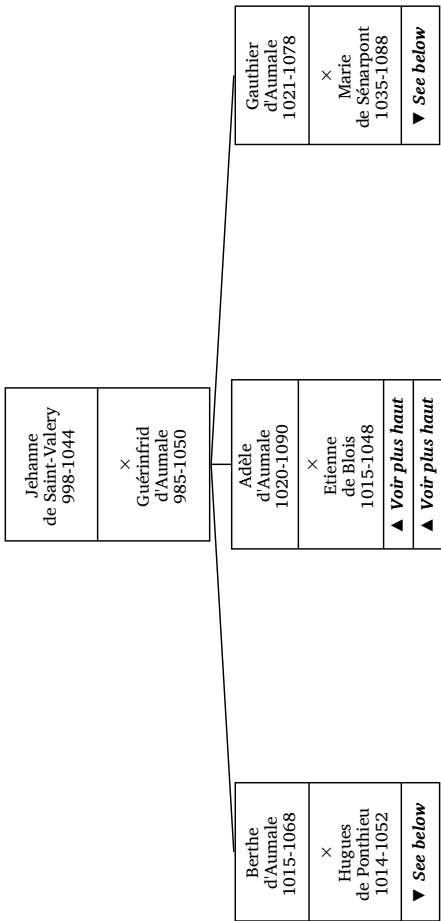 Jehanne
de Saint-Valery
998-1044
×
Guérinfrid
d'Aumale
985-1050
Berthe
d'Aumale
1015-1068
×
Hugues
de Ponthieu
1014-1052
▼ See below
Adèle
d'Aumale
1020-1090
×
Etienne
de Blois
1015-1048
▲ Voir plus haut
▲ Voir plus haut
Gauthier
d'Aumale
1021-1078
×
Marie
de Sénarpont
1035-1088
▼ See below